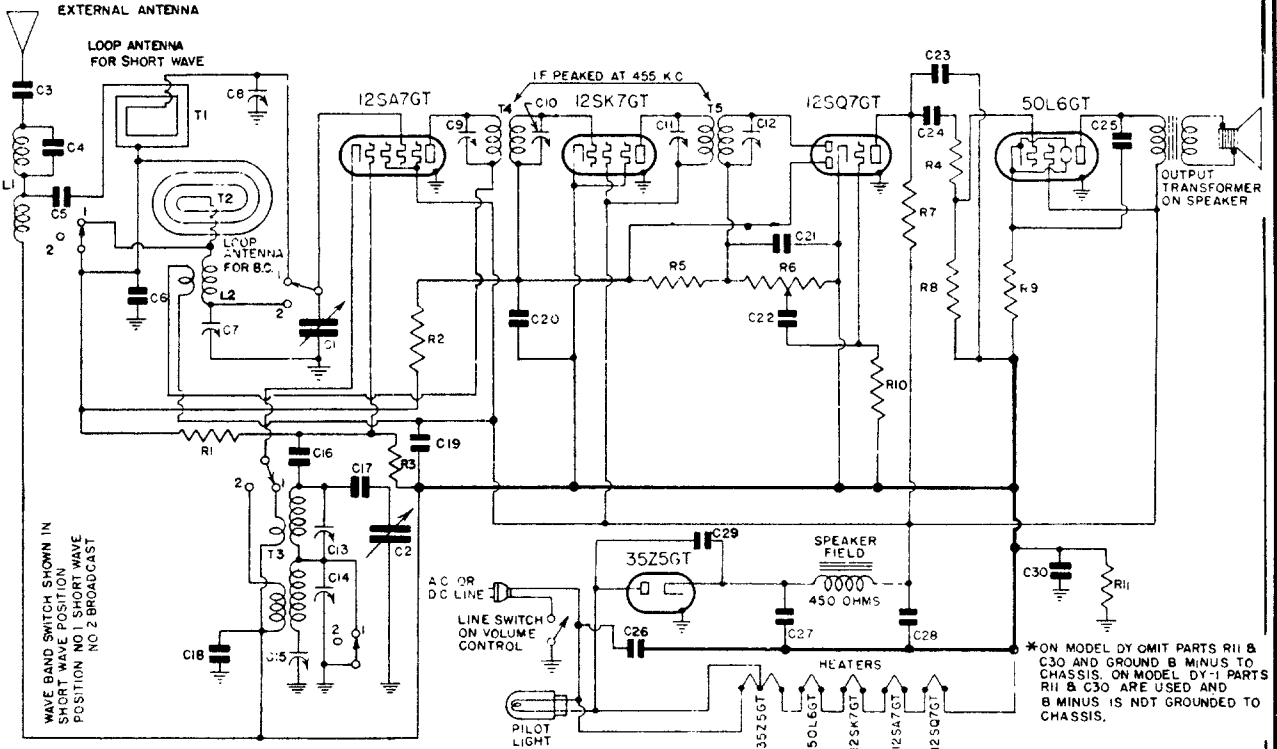 EXTERNAL ANTENNA
LOOP ANTENNA
FOR SHORT WAVE
C3
C4
L1
C5
T1
C8
T2
LOOP
ANTENNA
FOR B.C.
L2
C6
C7
C1
1
2
1
2
12SA7GT
IF PEAKED AT 455 K C
T4
C9
C10
12SK7GT
T5
C11
C12
12SQ7GT
C23
C24
R4
50L6GT
C25
OUTPUT
TRANSFORMER
ON SPEAKER
R7
R8
R9
C21
R5
R6
C22
R10
C20
R2
R1
C16
R3
C19
C17
2
1
T3
C13
C2
C14
C15
2
1
C18
WAVE BAND SWITCH SHOWN IN
SHORT WAVE POSITION
POSITION NO 1 SHORT WAVE
NO 2 BROADCAST
A C OR
D C LINE
LINE SWITCH
ON VOLUME
CONTROL
C29
35Z5GT
SPEAKER
FIELD
450 OHMS
C26
C27
C28
C30
R11
HEATERS
PILOT
LIGHT
35Z5GT
50L6GT
12SK7GT
12SA7GT
12SQ7GT
*ON MODEL DY OMIT PARTS R11 &
C30 AND GROUND B MINUS TO
CHASSIS. ON MODEL DY-1 PARTS
R11 & C30 ARE USED AND
B MINUS IS NOT GROUNDED TO
CHASSIS.